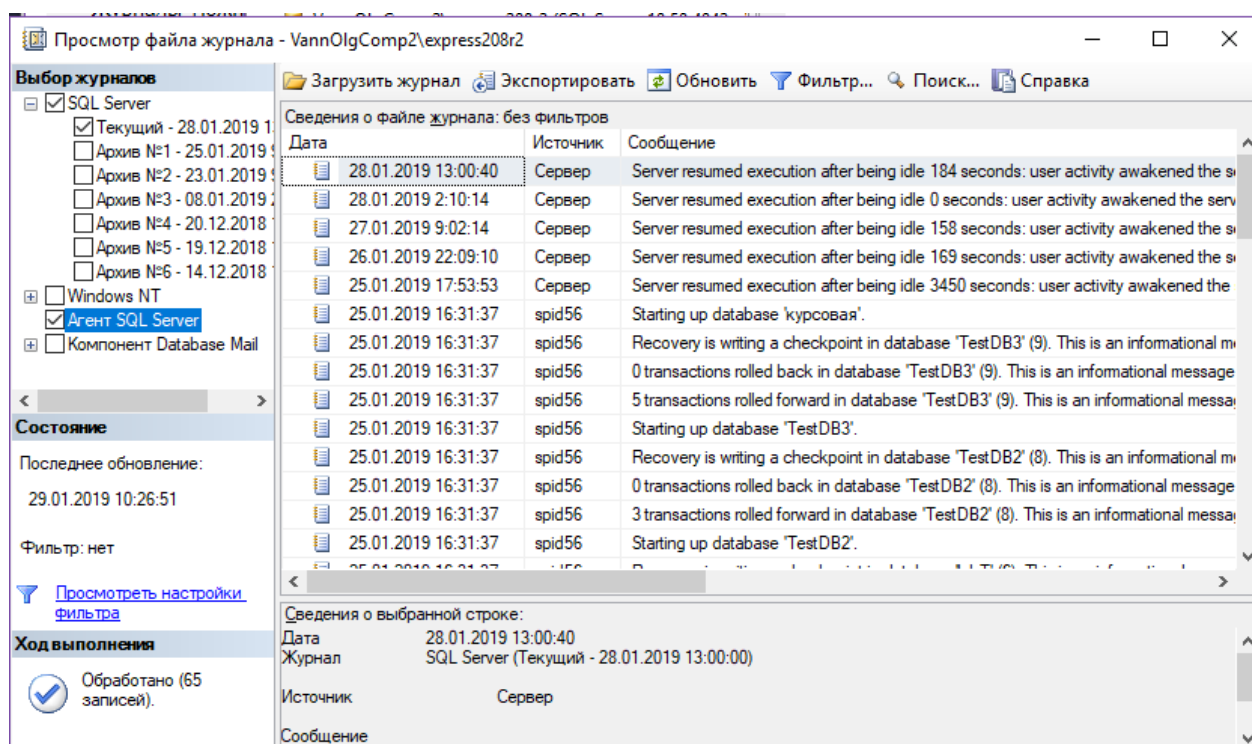 Просмотр файла журнала - VannOlgComp2\express208r2
Выбор журналов
SQL Server
Текущий - 28.01.2019 1
Архив №1 - 25.01.2019
Архив №2 - 23.01.2019
Архив №3 - 08.01.2019
Архив №4 - 20.12.2018
Архив №5 - 19.12.2018
Архив №6 - 14.12.2018
Windows NT
Агент SQL Server
Компонент Database Mail
Состояние
Последнее обновление:
29.01.2019 10:26:51
Фильтр: нет
Просмотреть настройки
фильтра
Ход выполнения
Обработано (65
записей).
Загрузить журнал Экспортировать Обновить Фильтр... Поиск... Справка
Сведения о файле журнала: без фильтров
Дата Источник Сообщение
28.01.2019 13:00:40 Сервер Server resumed execution after being idle 184 seconds: user activity awakened the
28.01.2019 2:10:14 Сервер Server resumed execution after being idle 0 seconds: user activity awakened the serv
27.01.2019 9:02:14 Сервер Server resumed execution after being idle 158 seconds: user activity awakened the
26.01.2019 22:09:10 Сервер Server resumed execution after being idle 169 seconds: user activity awakened the
25.01.2019 17:53:53 Сервер Server resumed execution after being idle 3450 seconds: user activity awakened the
25.01.2019 16:31:37 spid56 Starting up database 'курсовая'.
25.01.2019 16:31:37 spid56 Recovery is writing a checkpoint in database 'TestDB3' (9). This is an informational
25.01.2019 16:31:37 spid56 0 transactions rolled back in database 'TestDB3' (9). This is an informational message
25.01.2019 16:31:37 spid56 5 transactions rolled forward in database 'TestDB3' (9). This is an informational messa
25.01.2019 16:31:37 spid56 Starting up database 'TestDB3'.
25.01.2019 16:31:37 spid56 Recovery is writing a checkpoint in database 'TestDB2' (8). This is an informational
25.01.2019 16:31:37 spid56 0 transactions rolled back in database 'TestDB2' (8). This is an informational message
25.01.2019 16:31:37 spid56 3 transactions rolled forward in database 'TestDB2' (8). This is an informational messa
25.01.2019 16:31:37 spid56 Starting up database 'TestDB2'.
Сведения о выбранной строке:
Дата 28.01.2019 13:00:40
Журнал SQL Server (Текущий - 28.01.2019 13:00:00)
Источник Сервер
Сообщение